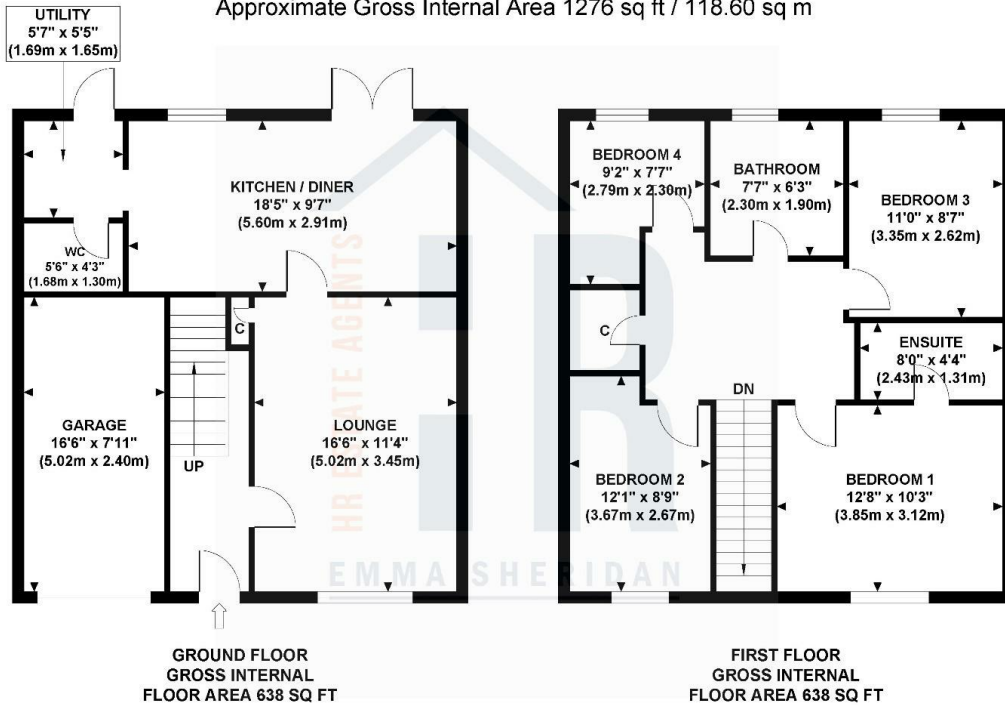 Approximate Gross Internal Area 1276 sq ft / 118.60 sq m
UTILITY
5'7" x 5'5"
(1.69m x 1.65m)
KITCHEN / DINER
18'5" x 9'7"
(5.60m x 2.91m)
WC
5'6" x 4'3"
(1.68m x 1.30m)
C
GARAGE
16'6" x 7'11"
(5.02m x 2.40m)
UP
LOUNGE
16'6" x 11'4"
(5.02m x 3.45m)
GROUND FLOOR
GROSS INTERNAL
FLOOR AREA 638 SQ FT
BEDROOM 4
9'2" x 7'7"
(2.79m x 2.30m)
BATHROOM
7'7" x 6'3"
(2.30m x 1.90m)
BEDROOM 3
11'0" x 8'7"
(3.35m x 2.62m)
C
ENSUITE
8'0" x 4'4"
(2.43m x 1.31m)
DN
BEDROOM 2
12'1" x 8'9"
(3.67m x 2.67m)
BEDROOM 1
12'8" x 10'3"
(3.85m x 3.12m)
FIRST FLOOR
GROSS INTERNAL
FLOOR AREA 638 SQ FT
HR ESTATE AGENTS
HR
EMMA SHERIDAN